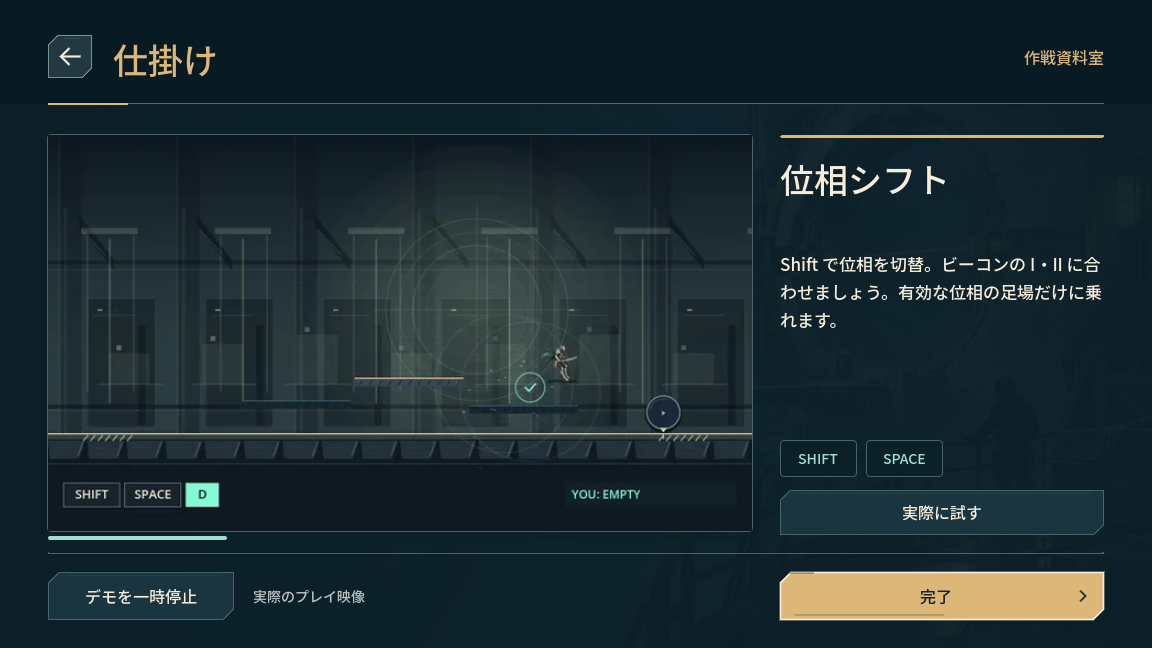 仕掛け
作戦資料室
位相シフト
Shift で位相を切替。ビーコンの I・II に合
わせましょう。有効な位相の足場だけに乗
れます。
SHIFT SPACE
SHIFT SPACE D
YOU: EMPTY
実際に試す
デモを一時停止
実際のプレイ映像
完了